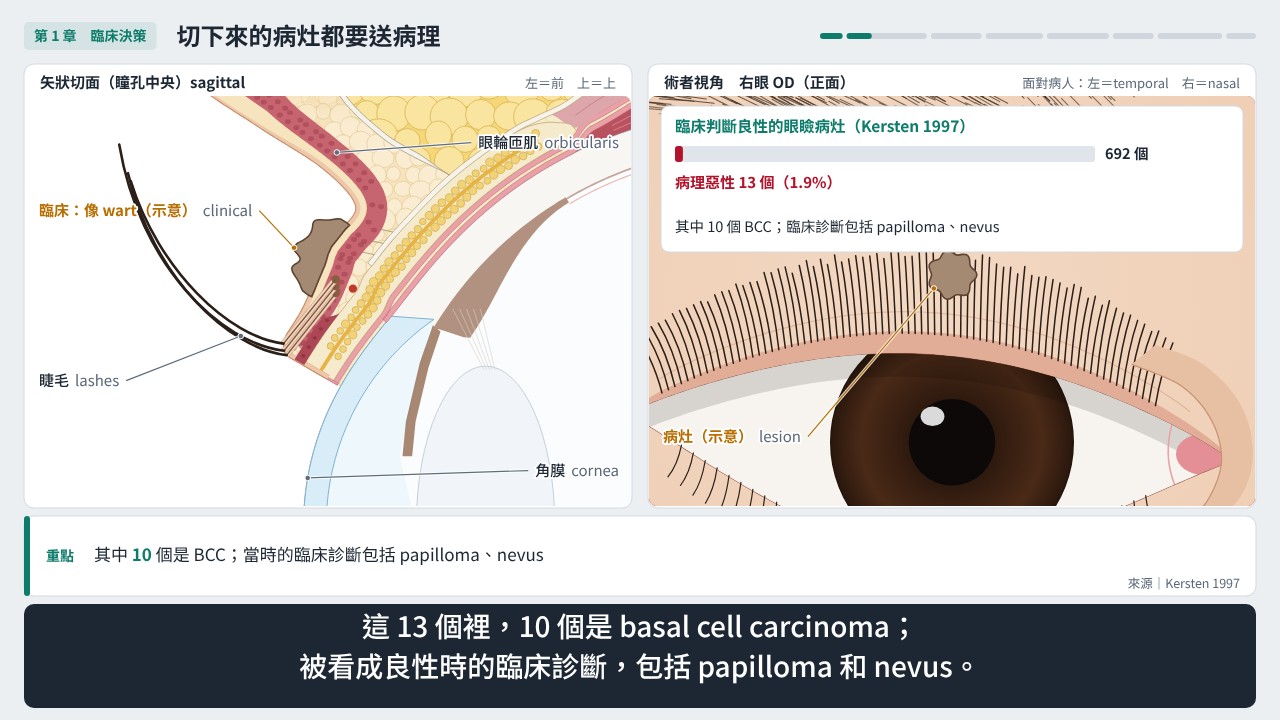 第 1 章　臨床決策
切下來的病灶都要送病理
矢狀切面（瞳孔中央）sagittal
左＝前　上＝上
眼輪匝肌 orbicularis
臨床：像 wart（示意） clinical
睫毛 lashes
角膜 cornea
術者視角　右眼 OD（正面）
面對病人：左＝temporal　右＝nasal
臨床判斷良性的眼瞼病灶（Kersten 1997）
692 個
病理惡性 13 個（1.9%）
其中 10 個 BCC；臨床診斷包括 papilloma、nevus
病灶（示意） lesion
重點　其中 10 個是 BCC；當時的臨床診斷包括 papilloma、nevus
來源｜Kersten 1997
這 13 個裡，10 個是 basal cell carcinoma；
被看成良性時的臨床診斷，包括 papilloma 和 nevus。